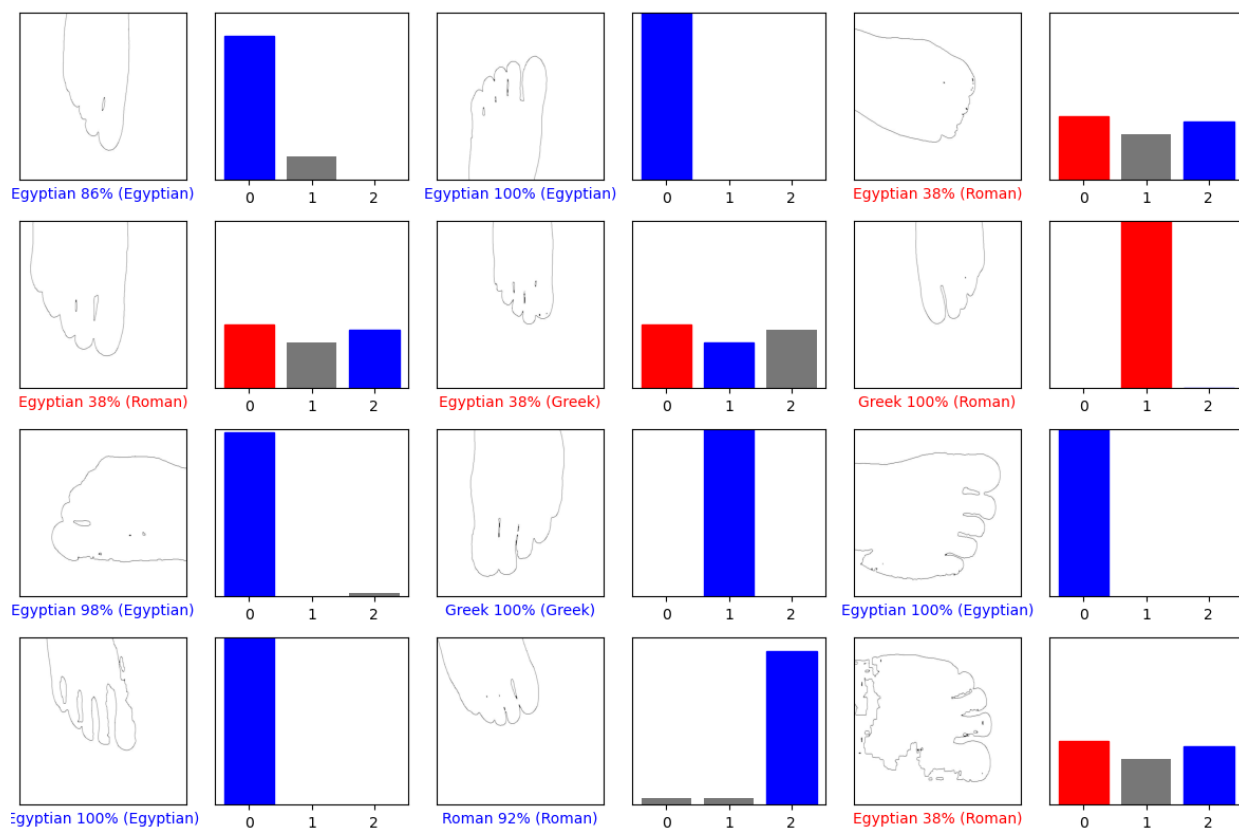 0 1 2 0 1 2 0 1 2
Egyptian 86% (Egyptian) Egyptian 100% (Egyptian) Egyptian 38% (Roman)
0 1 2 0 1 2 0 1 2
Egyptian 38% (Roman) Egyptian 38% (Greek) Greek 100% (Roman)
0 1 2 0 1 2 0 1 2
Egyptian 98% (Egyptian) Greek 100% (Greek) Egyptian 100% (Egyptian)
0 1 2 0 1 2 0 1 2
Egyptian 100% (Egyptian) Roman 92% (Roman) Egyptian 38% (Roman)